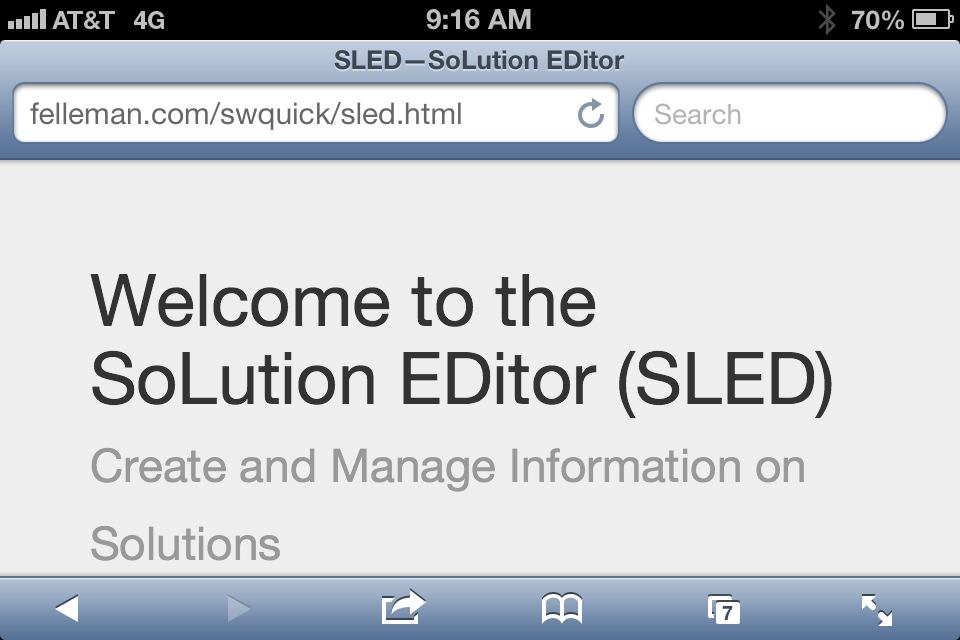 AT&T 4G 9:16 AM 70%
SLED—SoLution EDitor
felleman.com/swquick/sled.html Search
Welcome to the
SoLution EDitor (SLED)
Create and Manage Information on
Solutions
7